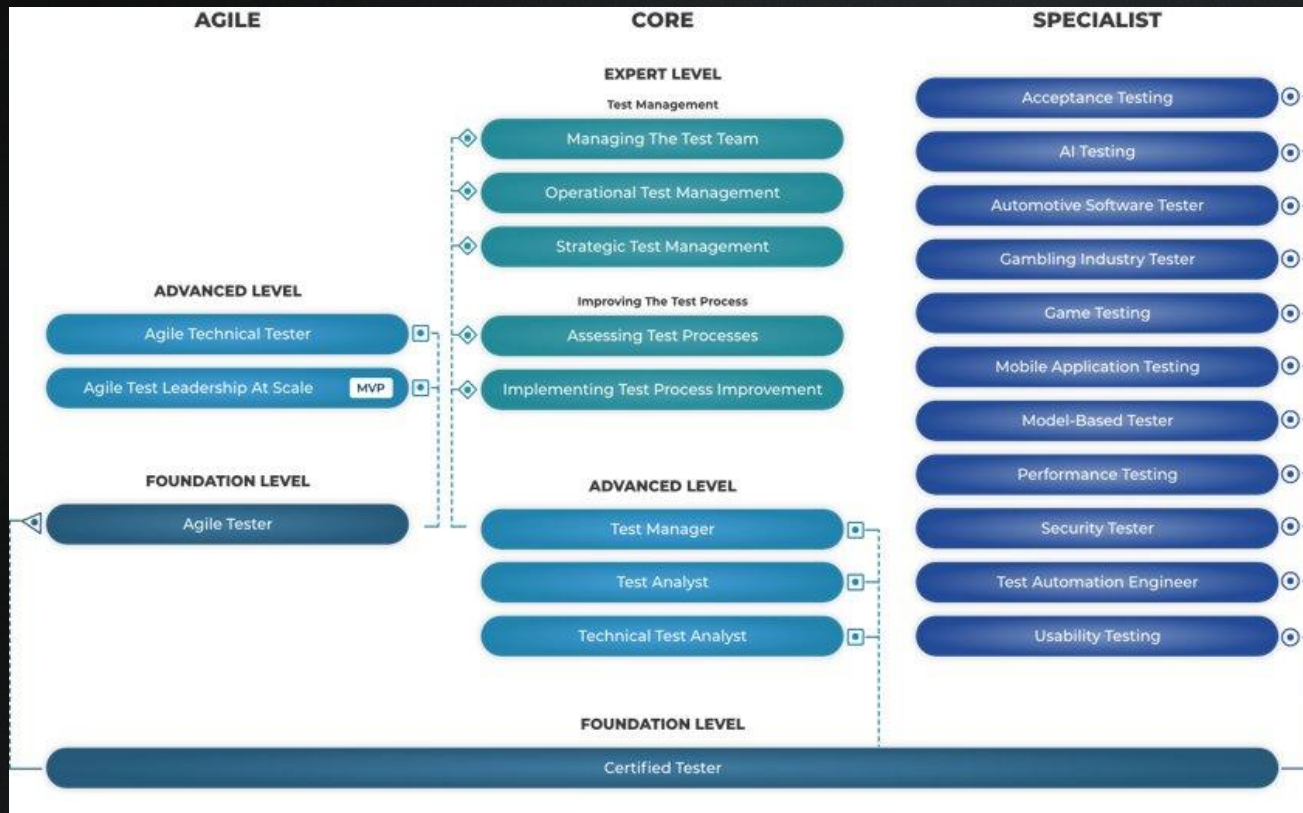 AGILE
CORE
SPECIALIST
EXPERT LEVEL
Test Management
Managing The Test Team
Operational Test Management
Strategic Test Management
Improving The Test Process
Assessing Test Processes
Implementing Test Process Improvement
ADVANCED LEVEL
Agile Technical Tester
Agile Test Leadership At Scale MVP
FOUNDATION LEVEL
Agile Tester
ADVANCED LEVEL
Test Manager
Test Analyst
Technical Test Analyst
Acceptance Testing
AI Testing
Automotive Software Tester
Gambling Industry Tester
Game Testing
Mobile Application Testing
Model-Based Tester
Performance Testing
Security Tester
Test Automation Engineer
Usability Testing
FOUNDATION LEVEL
Certified Tester